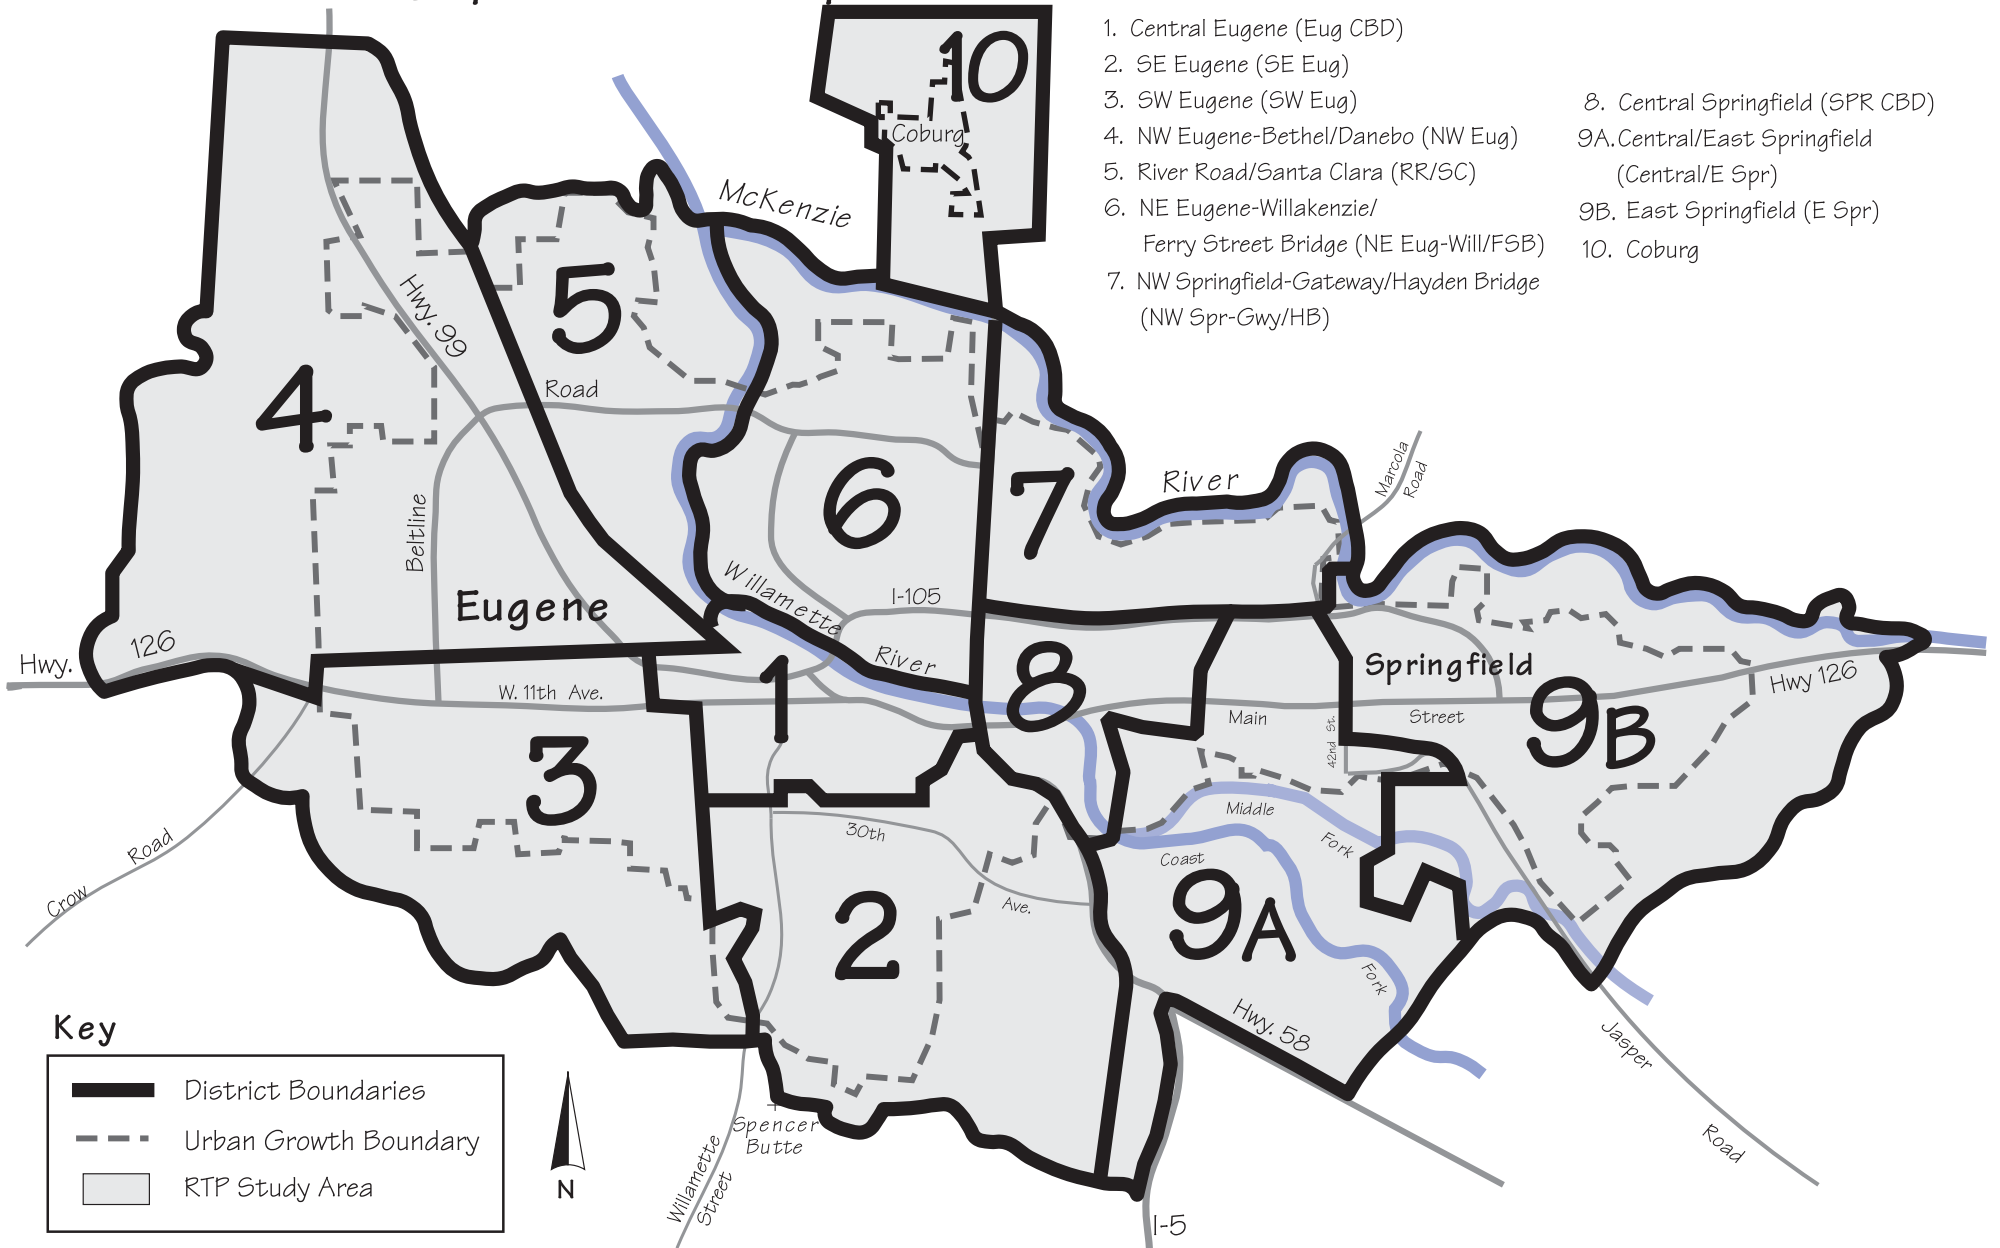 1. Central Eugene (Eug CBD)
2. SE Eugene (SE Eug)
3. SW Eugene (SW Eug)
4. NW Eugene-Bethel/Danebo (NW Eug)
5. River Road/Santa Clara (RR/SC)
6. NE Eugene-Willakenzie/
Ferry Street Bridge (NE Eug-Will/FSB)
7. NW Springfield-Gateway/Hayden Bridge
(NW Spr-Gwy/HB)
8. Central Springfield (SPR CBD)
9A. Central/East Springfield
(Central/E Spr)
9B. East Springfield (E Spr)
10. Coburg
10
Coburg
McKenzie
5
Hwy. 99
4
Road
6
7
River
Marcola
Road
Beltline
Eugene
Willamette
I-105
Hwy.
126
River
1
8
Springfield
Hwy 126
W. 11th Ave.
Main
Street
42nd St.
9B
3
30th
Middle
Fork
Coast
Road
Crow
2
Ave.
9A
Fork
Hwy. 58
Jasper
Road
Spencer
Butte
Willamette
Street
I-5
N
Key
District Boundaries
Urban Growth Boundary
RTP Study Area